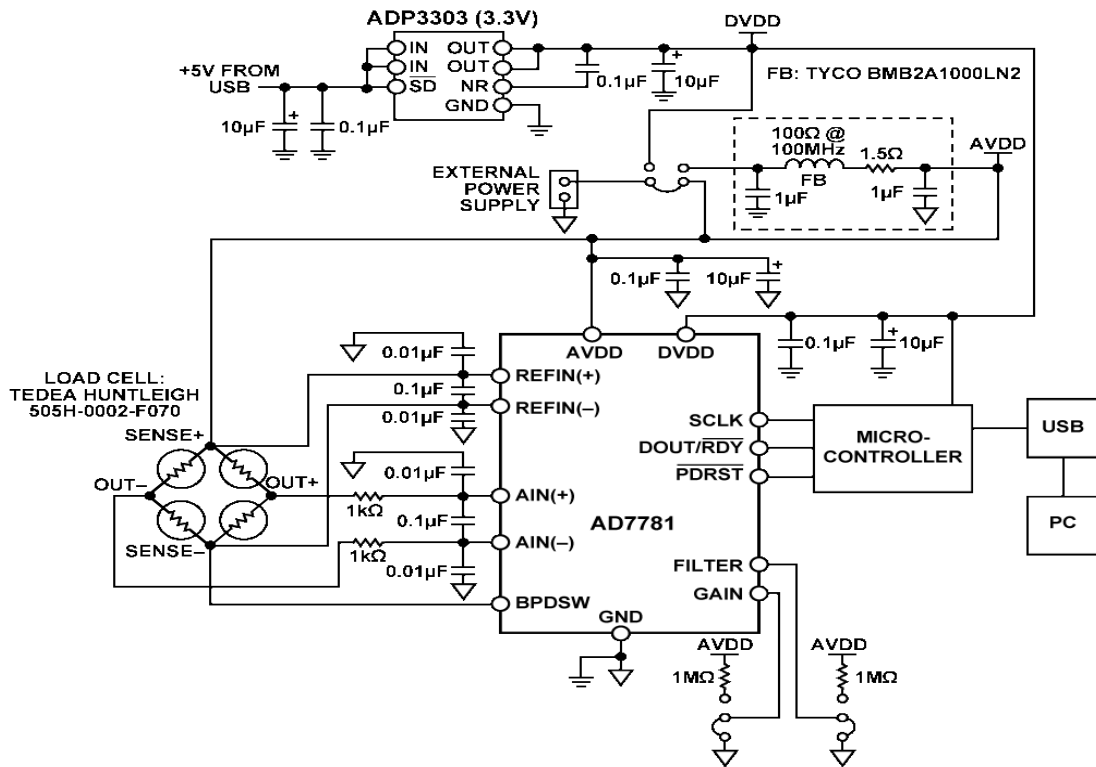 ADP3303 (3.3V)
DVDD
+5V FROM
USB
IN
IN
SD
OUT
OUT
NR
GND
10µF
+
0.1µF
0.1µF
+
10µF
FB: TYCO BMB2A1000LN2
100Ω @
100MHz
FB
1.5Ω
AVDD
1µF
1µF
EXTERNAL
POWER
SUPPLY
0.1µF
10µF
+
0.1µF
+
10µF
0.01µF
0.1µF
0.01µF
LOAD CELL:
TEDEA HUNTLEIGH
505H-0002-F070
SENSE+
OUT–
OUT+
SENSE–
0.01µF
1kΩ
0.1µF
1kΩ
0.01µF
AVDD
DVDD
REFIN(+)
REFIN(–)
AIN(+)
AIN(–)
BPDSW
AD7781
SCLK
DOUT/RDY
PDRST
FILTER
GAIN
GND
MICRO-
CONTROLLER
USB
PC
AVDD
1MΩ
AVDD
1MΩ